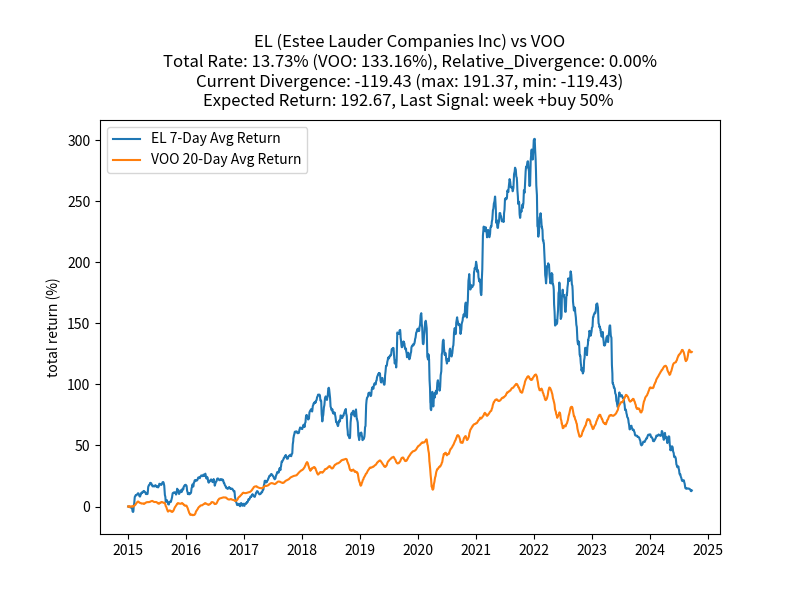 EL (Estee Lauder Companies Inc) vs VOO
Total Rate: 13.73% (VOO: 133.16%), Relative_Divergence: 0.00%
Current Divergence: -119.43 (max: 191.37, min: -119.43)
Expected Return: 192.67, Last Signal: week +buy 50%
EL 7-Day Avg Return
VOO 20-Day Avg Return
total return (%)
300
250
200
150
100
50
0
2015 2016 2017 2018 2019 2020 2021 2022 2023 2024 2025